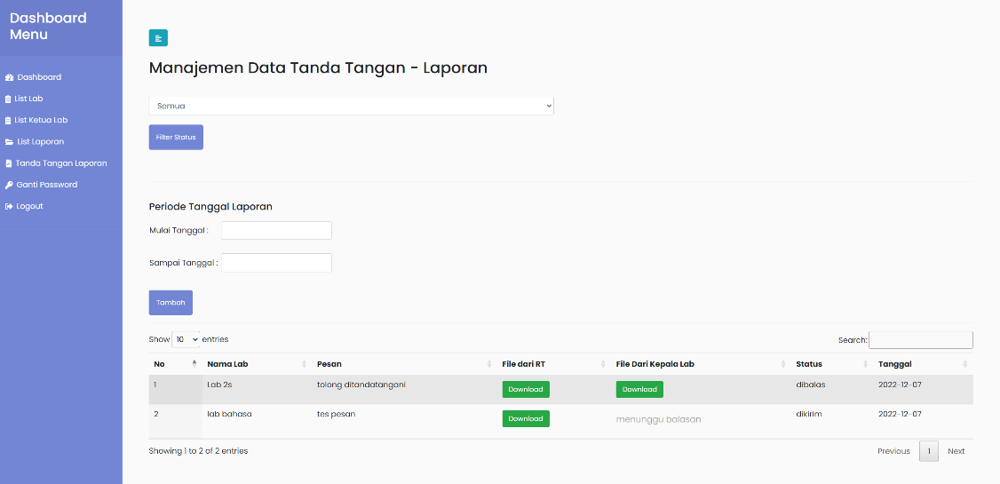 Dashboard
Menu
Dashboard
List Lab
List Ketua Lab
List Laporan
Tanda Tangan Laporan
Ganti Password
Logout
Manajemen Data Tanda Tangan - Laporan
Semua
Filter Status
Periode Tanggal Laporan
Mulai Tanggal :
Sampai Tanggal :
Tambah
Show 10 entries Search:
No Nama Lab Pesan File dari RT File Dari Kepala Lab Status Tanggal
1 Lab 2s tolong ditandatangani Download Download dibalas 2022-12-07
2 lab bahasa tes pesan Download menunggu balasan dikirim 2022-12-07
Showing 1 to 2 of 2 entries Previous 1 Next